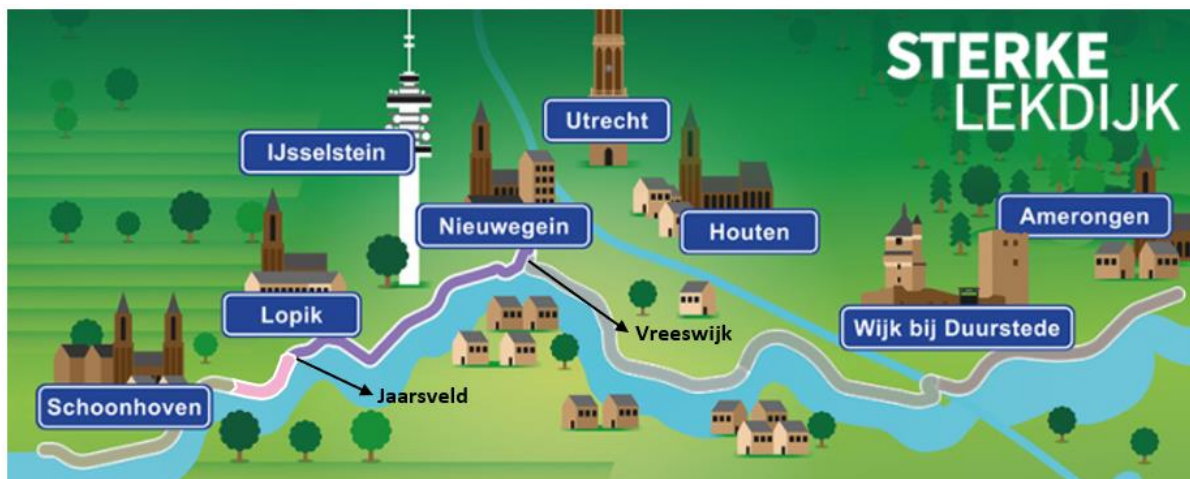 STERKE
LEKDIJK
Utrecht
IJsselstein
Nieuwegein
Houten
Amerongen
Lopik
Vreeswijk
Wijk bij Duurstede
Jaarsveld
Schoonhoven